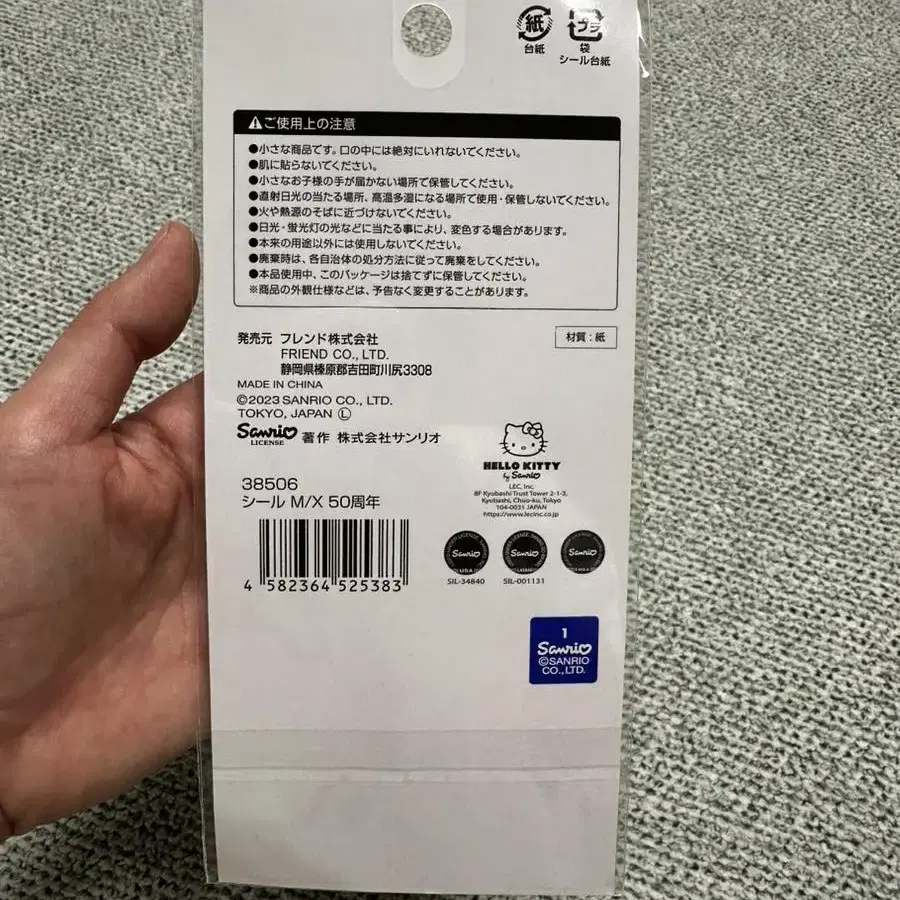 紙
台紙
プラ
袋
シール台紙
⚠ご使用上の注意
●小さな商品です。口の中には絶対にいれないでください。
●肌に貼らないでください。
●小さなお子様の手が届かない場所で保管してください。
●直射日光の当たる場所、高温多湿になる場所で使用・保管しないでください。
●火や熱源のそばに近づけないでください。
●日光・蛍光灯の光などに当たる事により、変色する場合があります。
●本来の用途以外には使用しないでください。
●廃棄時は、各自治体の処分方法に従って廃棄をしてください。
●本品使用中、このパッケージは捨てずに保管してください。
※商品の外観仕様などは、予告なく変更することがあります。
発売元 フレンド株式会社
FRIEND CO., LTD.
静岡県榛原郡吉田町川尻3308
材質:紙
MADE IN CHINA
©2023 SANRIO CO., LTD.
TOKYO, JAPAN Ⓛ
Sanrio LICENSE 著作 株式会社サンリオ
HELLO KITTY
by Sanrio
LEC, Inc.
8F Kyobashi Trust Tower 2-1-3,
Kyobashi, Chuo-ku, Tokyo
104-0031 JAPAN
https://www.lecinc.co.jp
38506
シール M/X 50周年
4 582364 525383
Sanrio
USA
SIL-34840
Sanrio
SIL-001131
Sanrio
1
Sanrio
©SANRIO
CO., LTD.